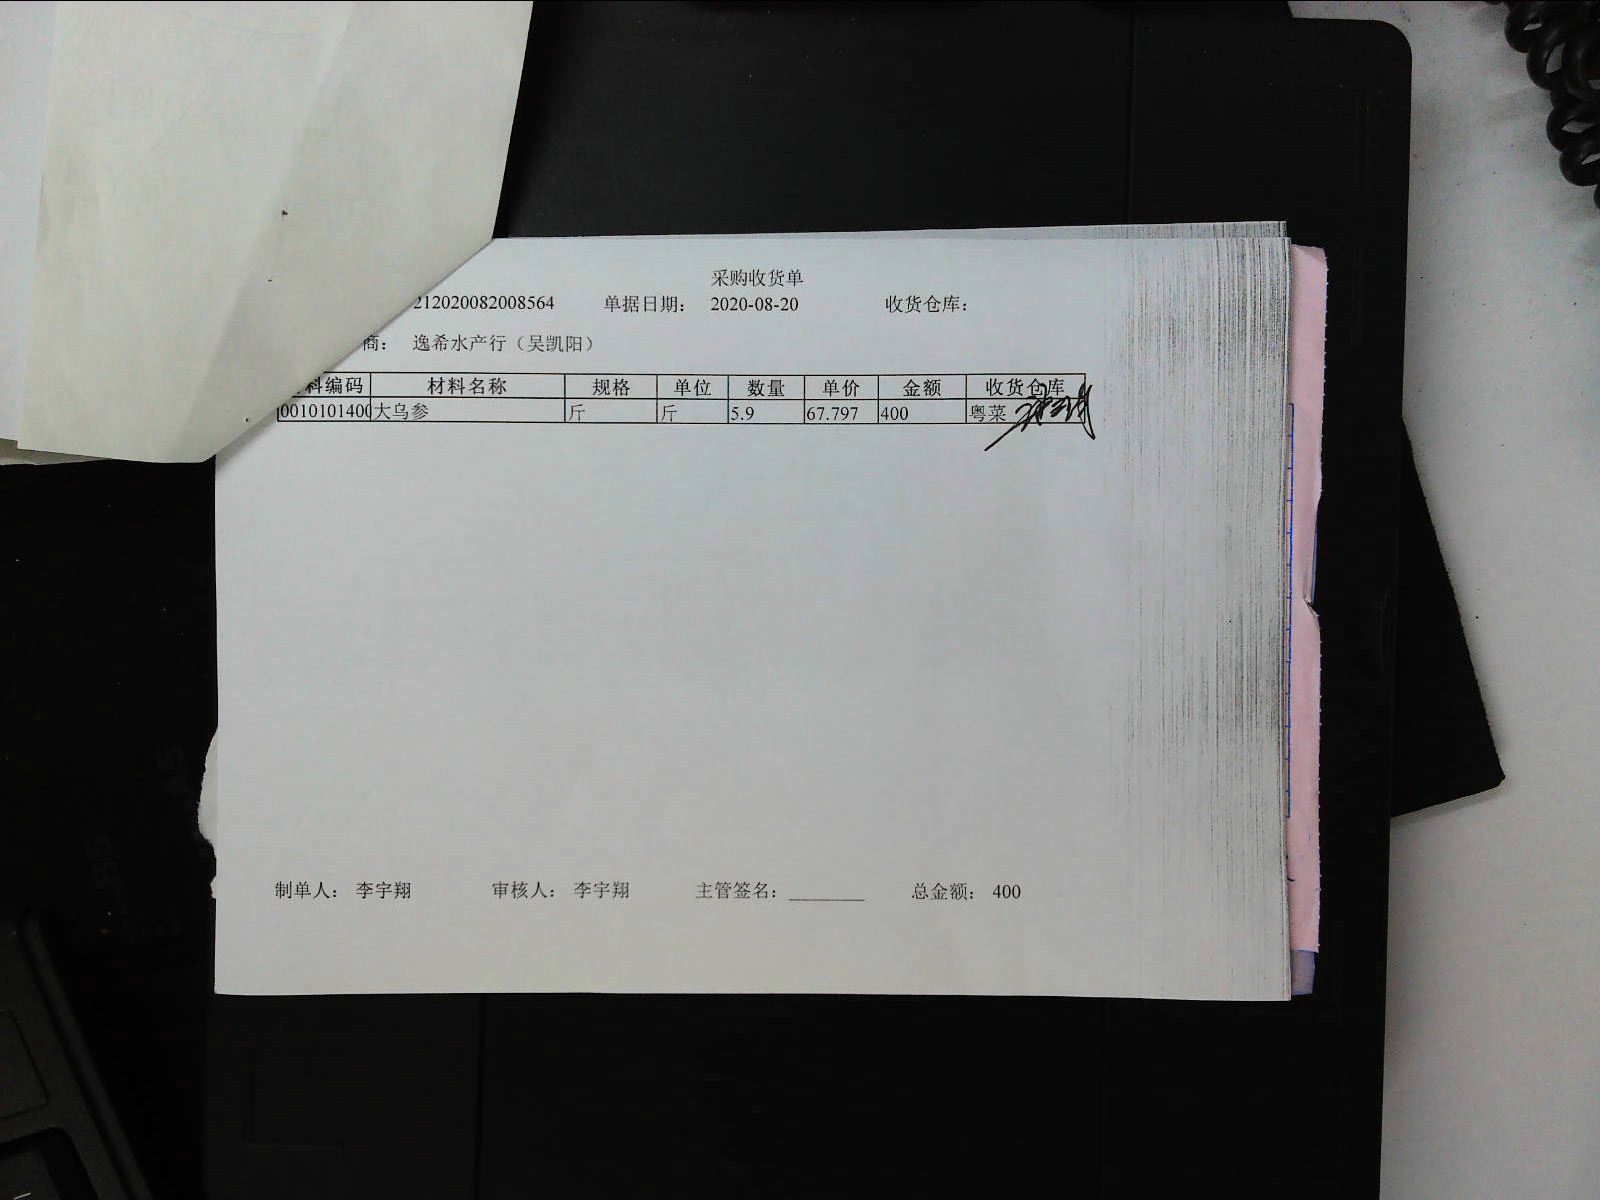 采购收货单
212020082008564 单据日期： 2020-08-20 收货仓库：
商： 逸希水产行（吴凯阳）
料编码 材料名称 规格 单位 数量 单价 金额 收货仓库
0010101400 大乌参 斤 斤 5.9 67.797 400 粤菜
制单人： 李宇翔 审核人： 李宇翔 主管签名： 总金额： 400